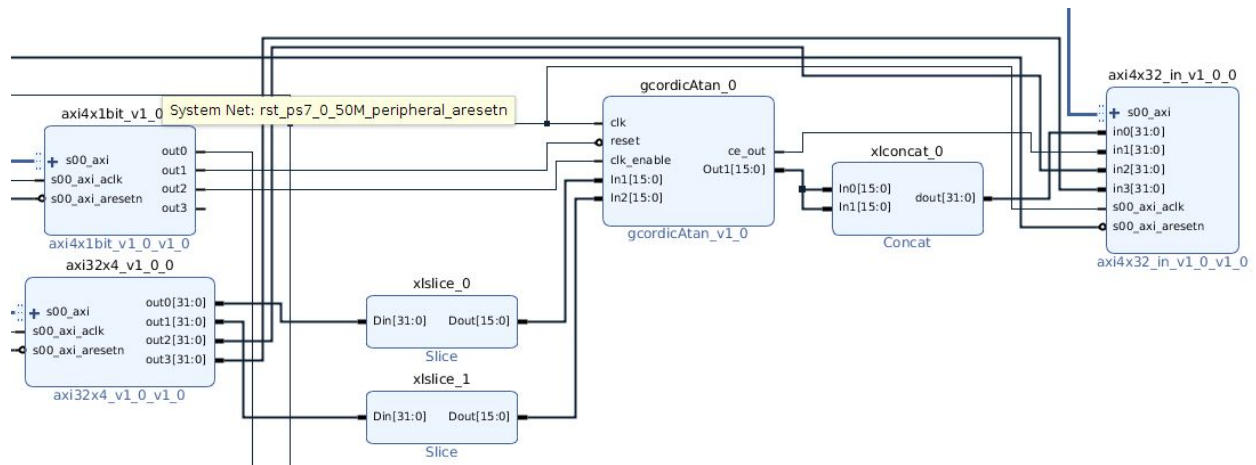 axi4x1bit_v1_0
System Net: rst_ps7_0_50M_peripheral_aresetn
+ s00_axi
s00_axi_aclk
s00_axi_aresetn
out0
out1
out2
out3
axi4x1bit_v1_0_v1_0
axi32x4_v1_0_0
+ s00_axi
s00_axi_aclk
s00_axi_aresetn
out0[31:0]
out1[31:0]
out2[31:0]
out3[31:0]
axi32x4_v1_0_v1_0
xlslice_0
Din[31:0] Dout[15:0]
Slice
xlslice_1
Din[31:0] Dout[15:0]
Slice
gcordicAtan_0
clk
reset
clk_enable
In1[15:0]
In2[15:0]
ce_out
Out1[15:0]
gcordicAtan_v1_0
xlconcat_0
In0[15:0]
In1[15:0]
dout[31:0]
Concat
axi4x32_in_v1_0_0
+ s00_axi
in0[31:0]
in1[31:0]
in2[31:0]
in3[31:0]
s00_axi_aclk
s00_axi_aresetn
axi4x32_in_v1_0_v1_0